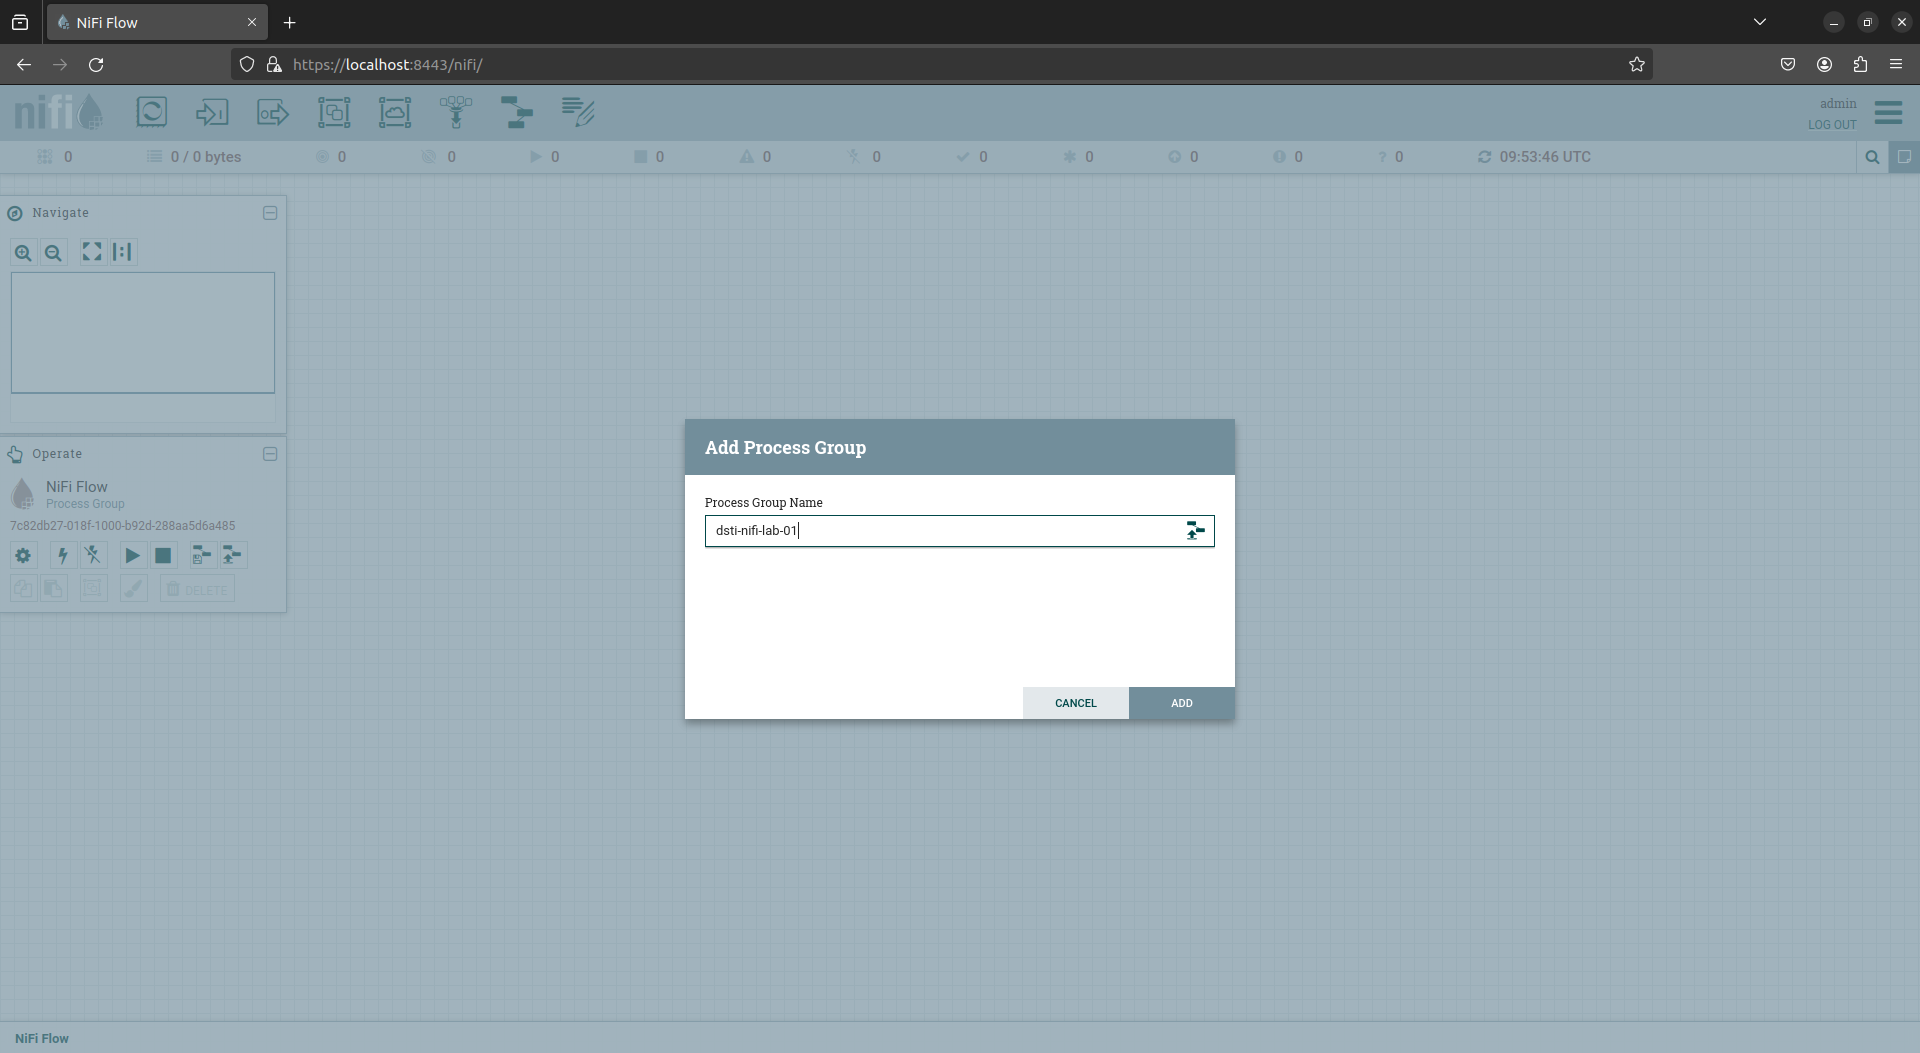 NiFi Flow
https://localhost:8443/nifi/
nifi
admin
LOG OUT
0
0 / 0 bytes
0
0
0
0
0
0
0
0
0
0
0
09:53:46 UTC
Navigate
Operate
NiFi Flow
Process Group
7c82db27-018f-1000-b92d-288aa5d6a485
DELETE
Add Process Group
Process Group Name
dsti-nifi-lab-01
CANCEL
ADD
NiFi Flow